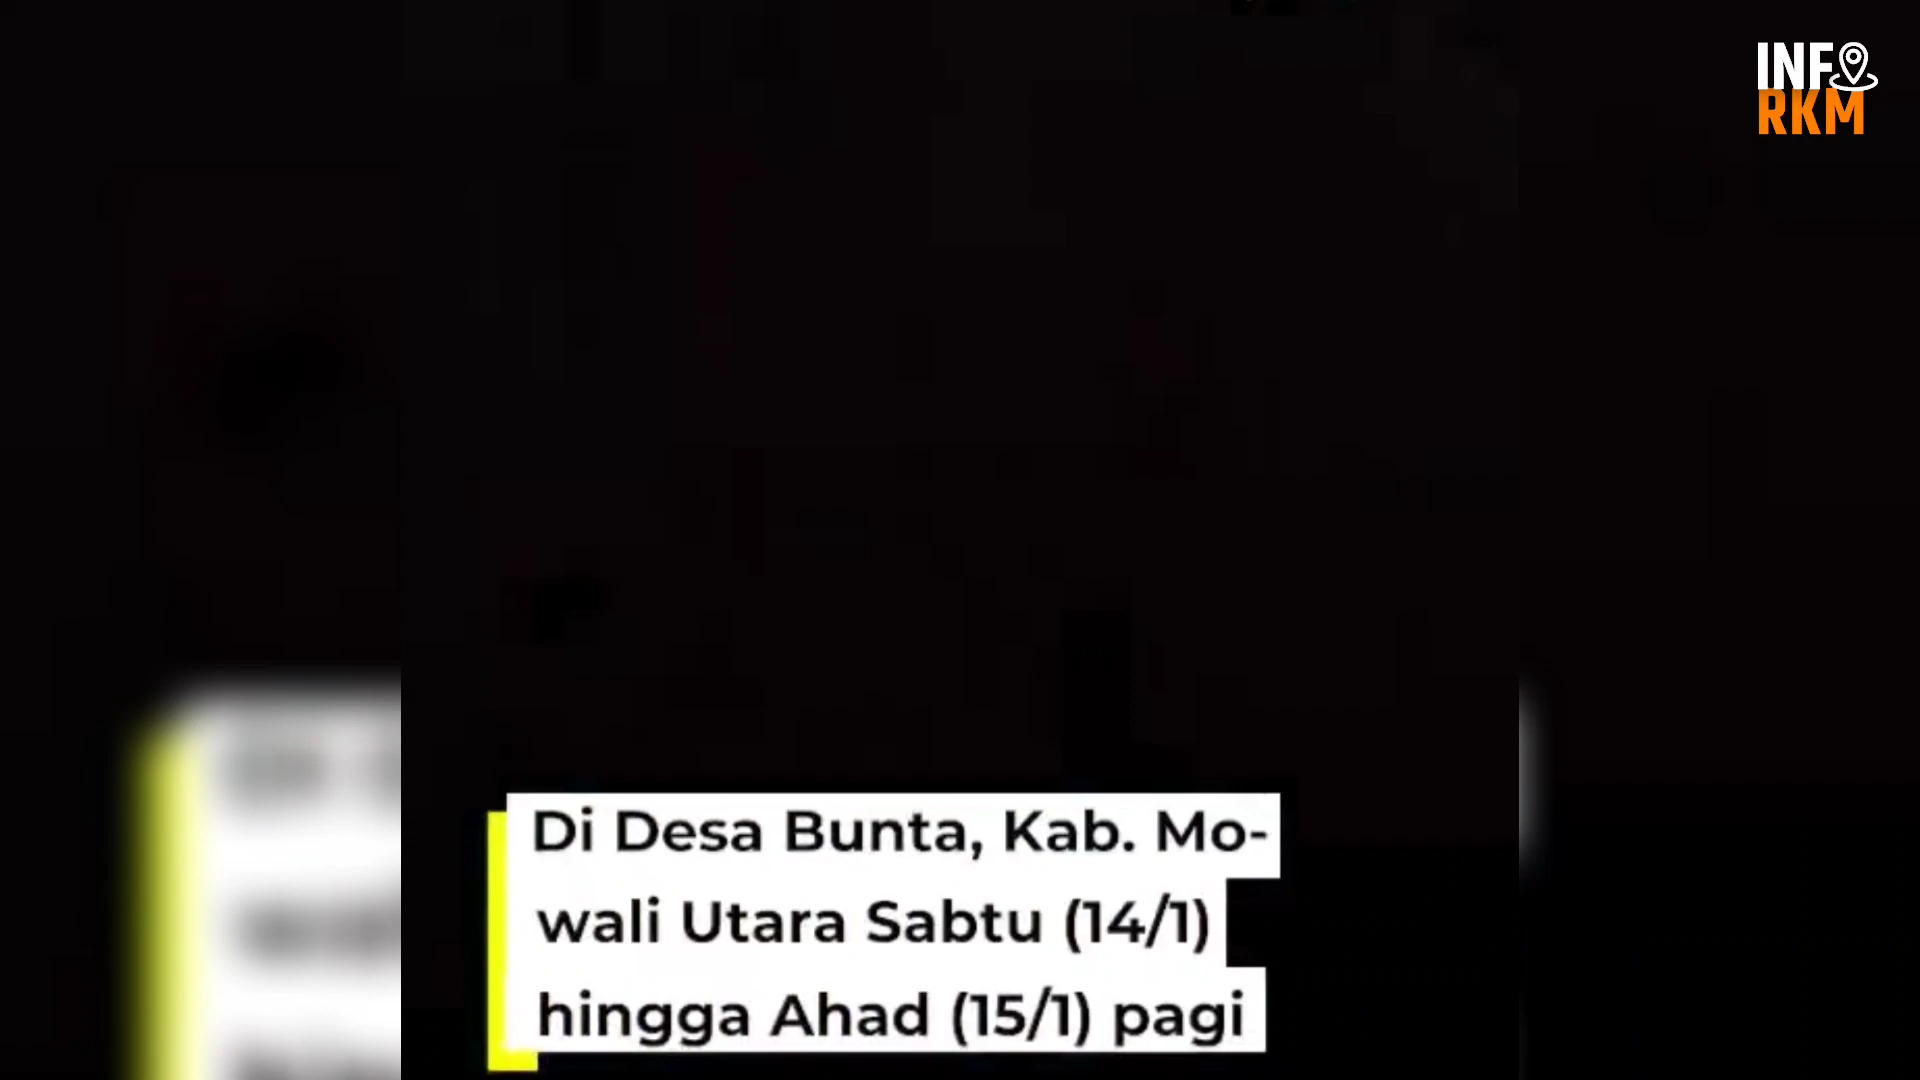 INFO
RKM
Di Desa Bunta, Kab. Mo-
wali Utara Sabtu (14/1)
hingga Ahad (15/1) pagi